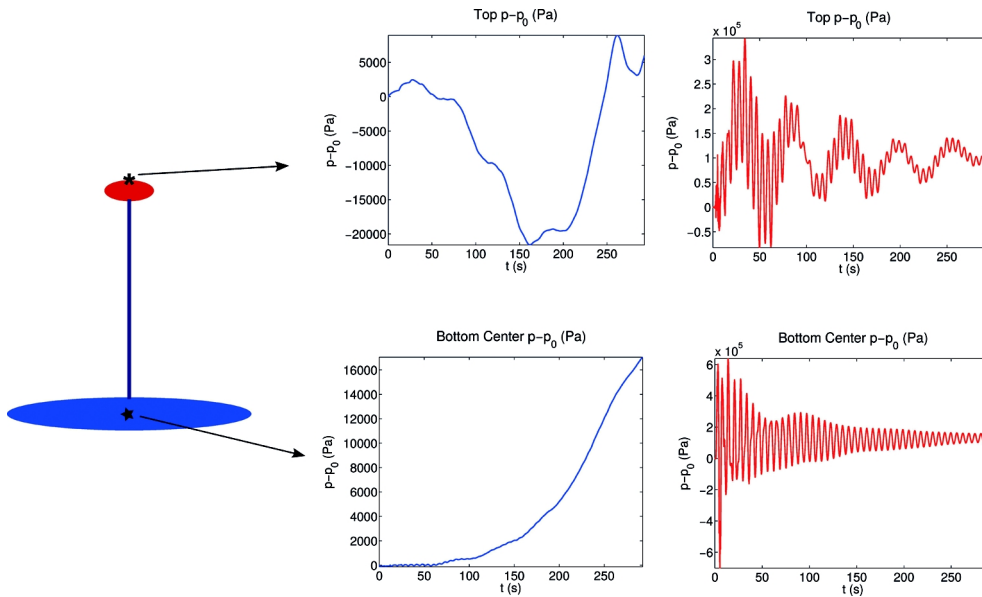 Top p−p0 (Pa)
5000
0
−5000
−10000
−15000
−20000
p−p0 (Pa)
0 50 100 150 200 250
t (s)
Top p−p0 (Pa)
x 10^5
3
2.5
2
1.5
1
0.5
0
−0.5
p−p0 (Pa)
0 50 100 150 200 250
t (s)
*
Bottom Center p−p0 (Pa)
16000
14000
12000
10000
8000
6000
4000
2000
0
p−p0 (Pa)
0 50 100 150 200 250
t (s)
Bottom Center p−p0 (Pa)
x 10^5
6
4
2
0
−2
−4
−6
p−p0 (Pa)
0 50 100 150 200 250
t (s)